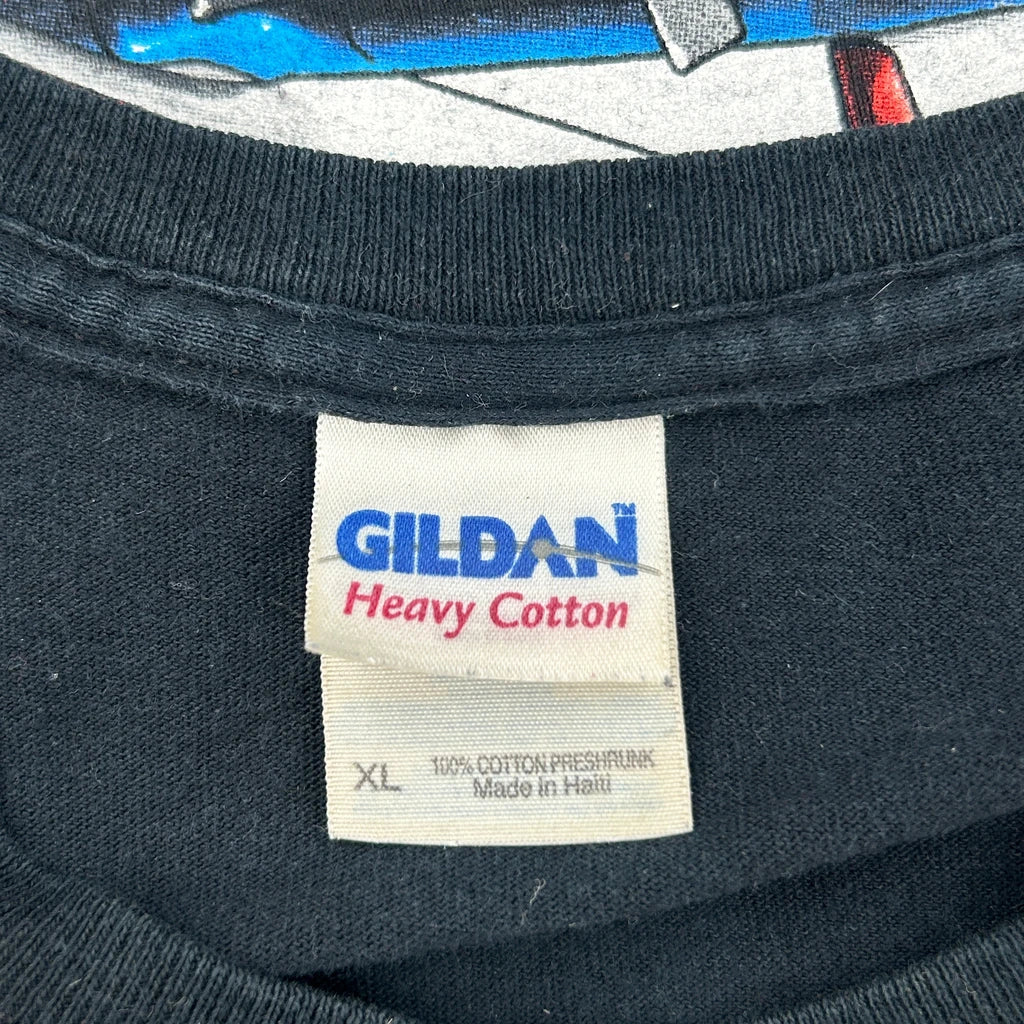 GILDAN™
Heavy Cotton
XL
100% COTTON PRESHRUNK
Made in Haiti